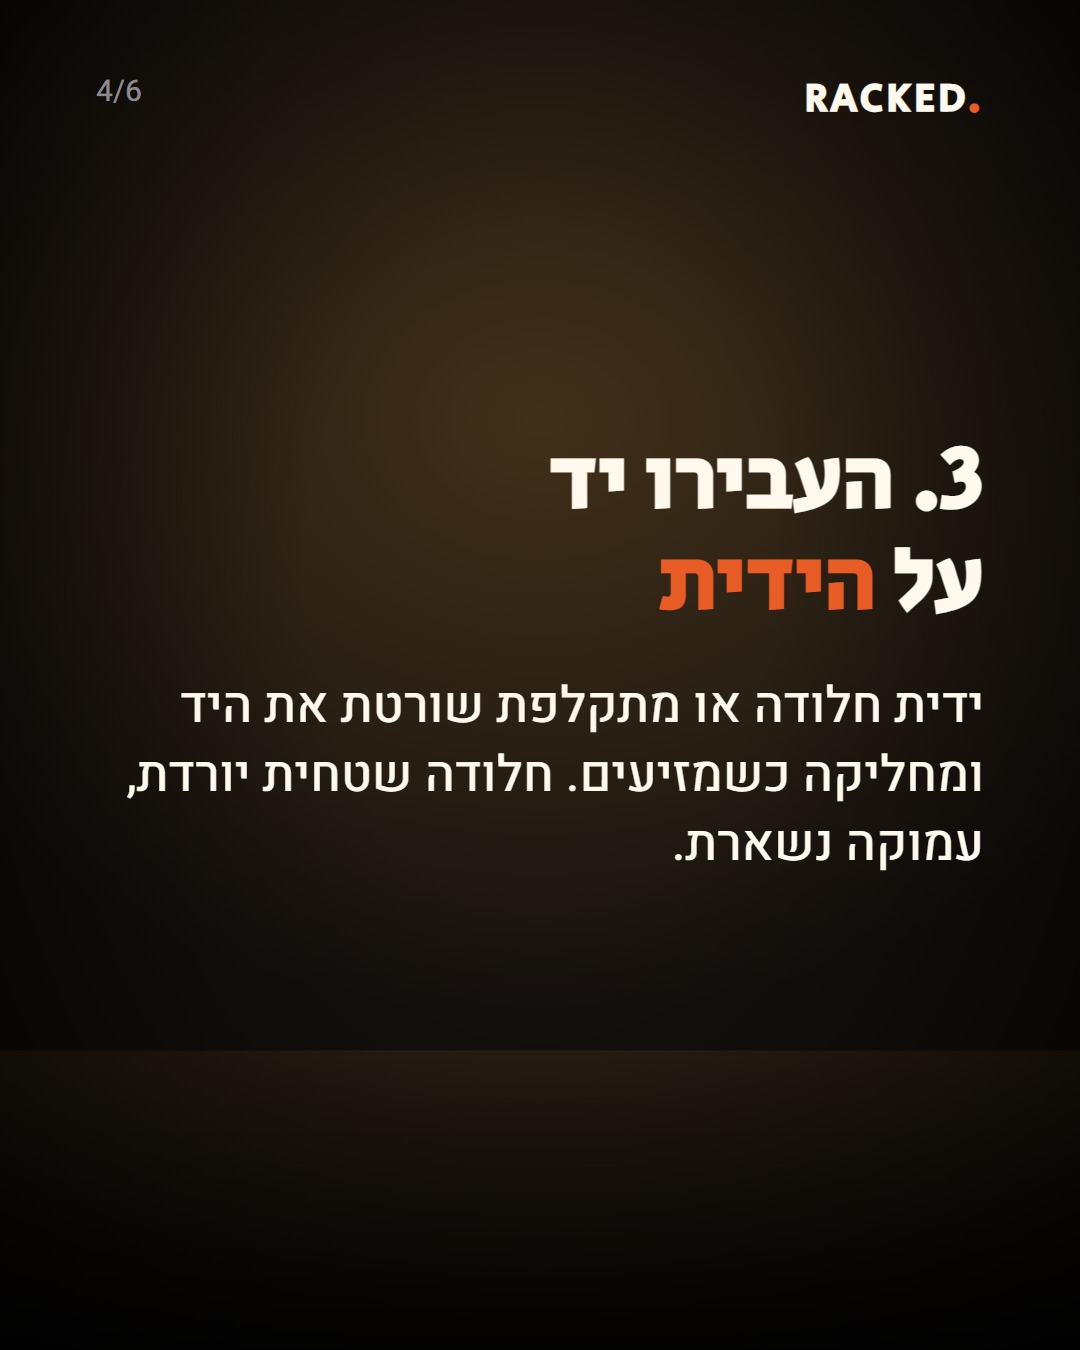 RACKED.
4/6
3. העבירו יד
על הידית
ידית חלודה או מתקלפת שורטת את היד
ומחליקה כשמזיעים. חלודה שטחית יורדת,
עמוקה נשארת.